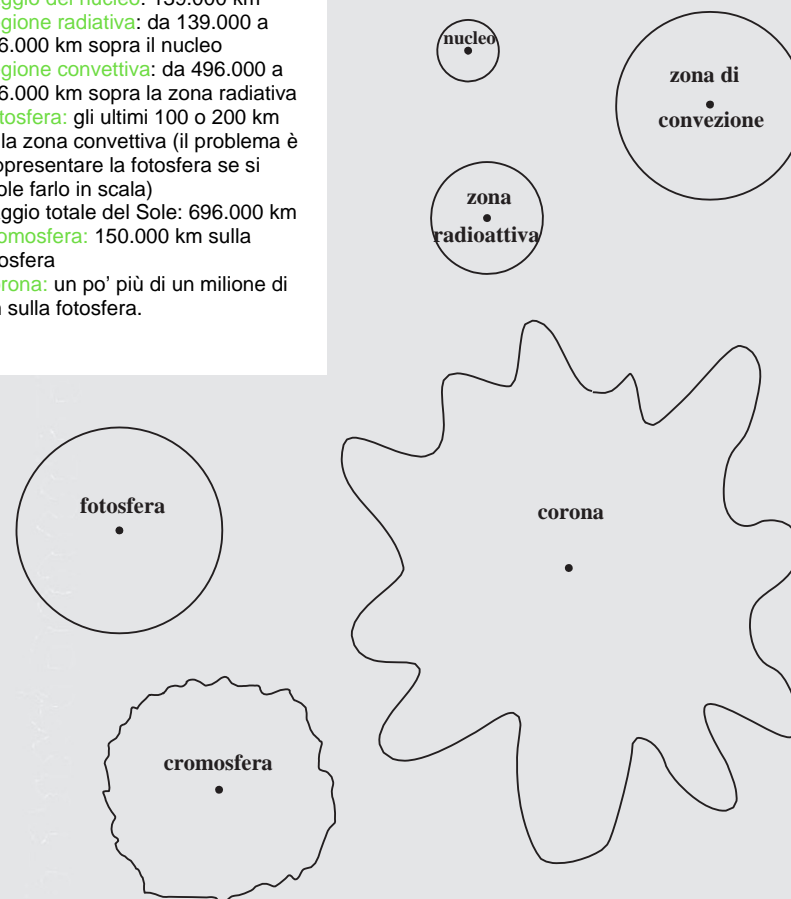 ggio del nucleo: 139.000 km
gione radiativa: da 139.000 a
6.000 km sopra il nucleo
gione convettiva: da 496.000 a
6.000 km sopra la zona radiativa
tosfera: gli ultimi 100 o 200 km
la zona convettiva (il problema è
presentare la fotosfera se si
ole farlo in scala)
ggio totale del Sole: 696.000 km
omosfera: 150.000 km sulla
osfera
rona: un po’ più di un milione di
sulla fotosfera.
nucleo
zona di
convezione
zona
radioattiva
fotosfera
corona
cromosfera